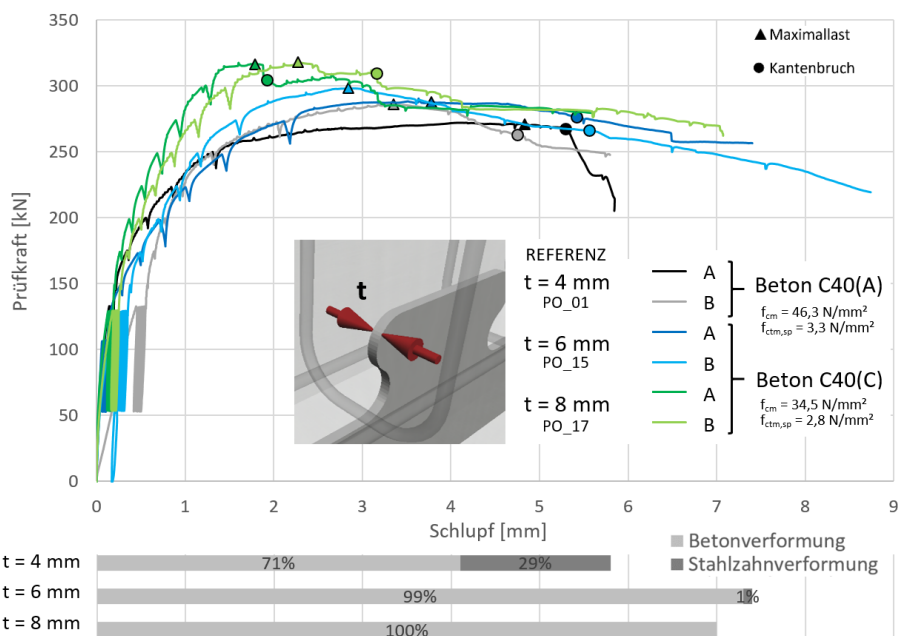 350
300
250
200
150
100
50
0
Prüfkraft [kN]
Maximallast
Kantenbruch
t
REFERENZ
t = 4 mm
PO_01
A
B
Beton C40(A)
fcm = 46,3 N/mm²
fctm,sp = 3,3 N/mm²
t = 6 mm
PO_15
A
B
t = 8 mm
PO_17
A
B
Beton C40(C)
fcm = 34,5 N/mm²
fctm,sp = 2,8 N/mm²
0 1 2 3 4 5 6 7 8 9
Schlupf [mm]
Betonverformung
Stahlzahnverformung
t = 4 mm 71% 29%
t = 6 mm 99% 1%
t = 8 mm 100%